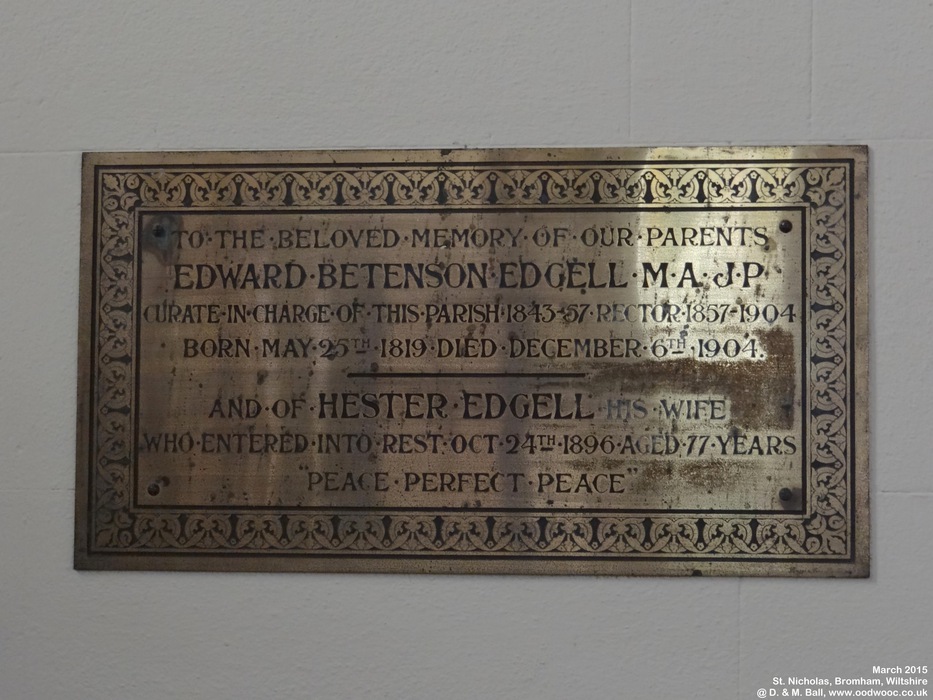 TO·THE·BELOVED·MEMORY·OF·OUR·PARENTS
EDWARD·BETENSON·EDGELL·M·A·J·P·
CURATE·IN·CHARGE·OF·THIS·PARISH·1843-57·RECTOR·1857-1904
BORN·MAY·25TH·1819·DIED·DECEMBER·6TH·1904.
AND·OF·HESTER·EDGELL·HIS·WIFE
WHO·ENTERED·INTO·REST·OCT·24TH·1896·AGED·77·YEARS
"PEACE·PERFECT·PEACE"
March 2015
St. Nicholas, Bromham, Wiltshire
@ D. & M. Ball, www.oodwooc.co.uk